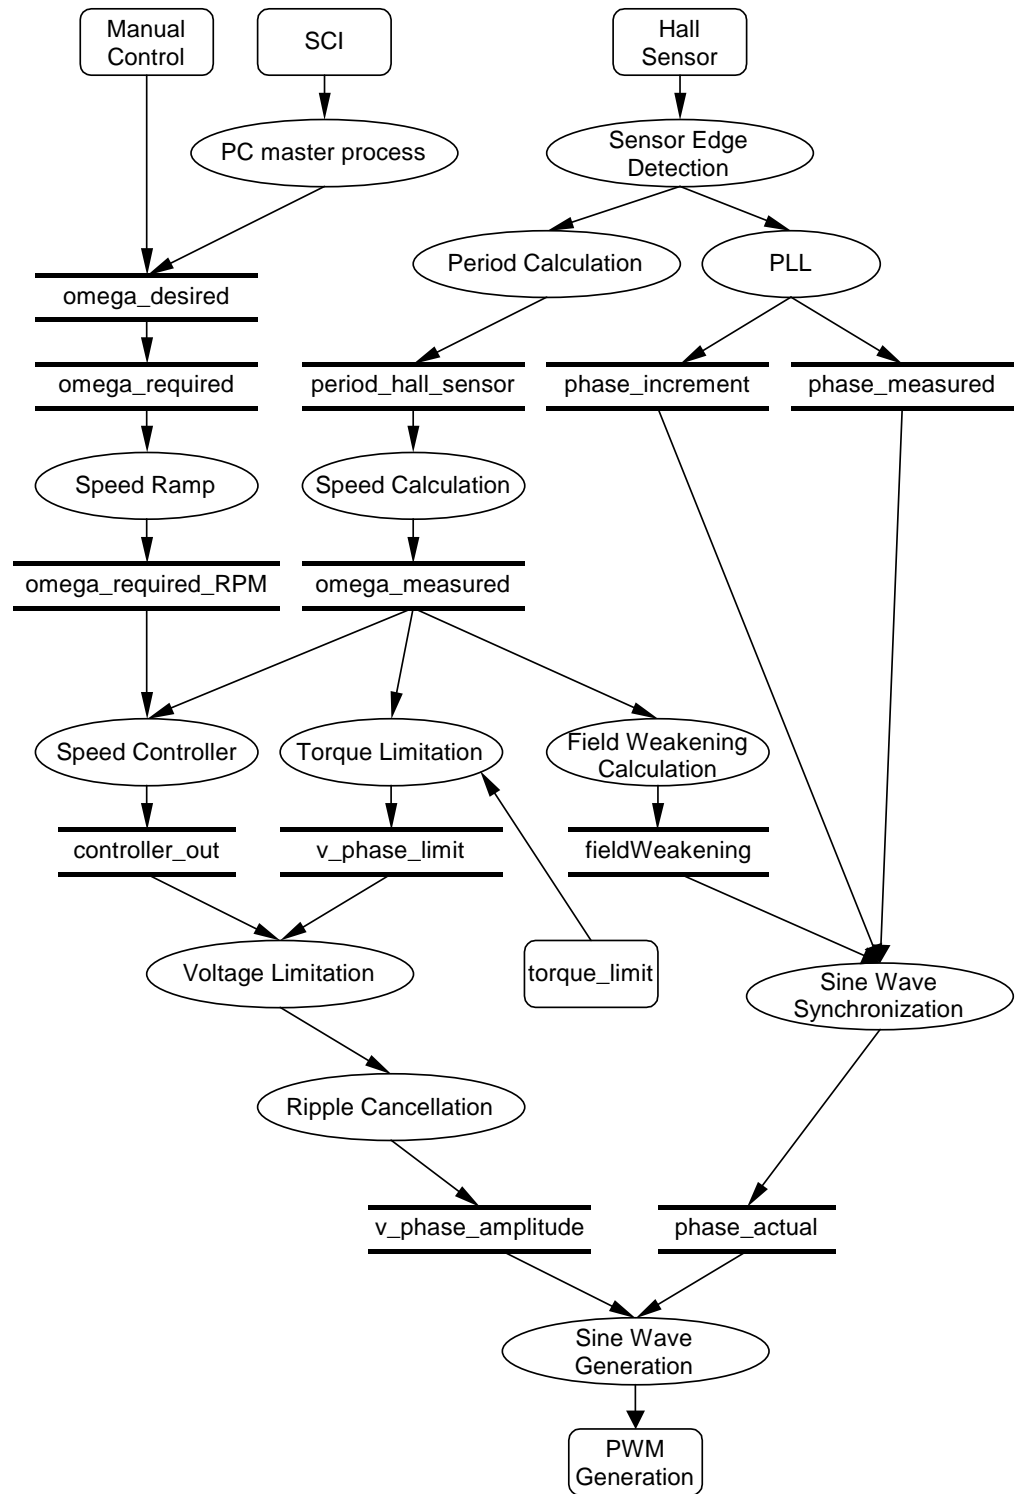 Manual
Control
SCI
Hall
Sensor
PC master process
Sensor Edge
Detection
Period Calculation
PLL
omega_desired
omega_required
period_hall_sensor
phase_increment
phase_measured
Speed Ramp
Speed Calculation
omega_required_RPM
omega_measured
Speed Controller
Torque Limitation
Field Weakening
Calculation
controller_out
v_phase_limit
fieldWeakening
Voltage Limitation
torque_limit
Sine Wave
Synchronization
Ripple Cancellation
v_phase_amplitude
phase_actual
Sine Wave
Generation
PWM
Generation